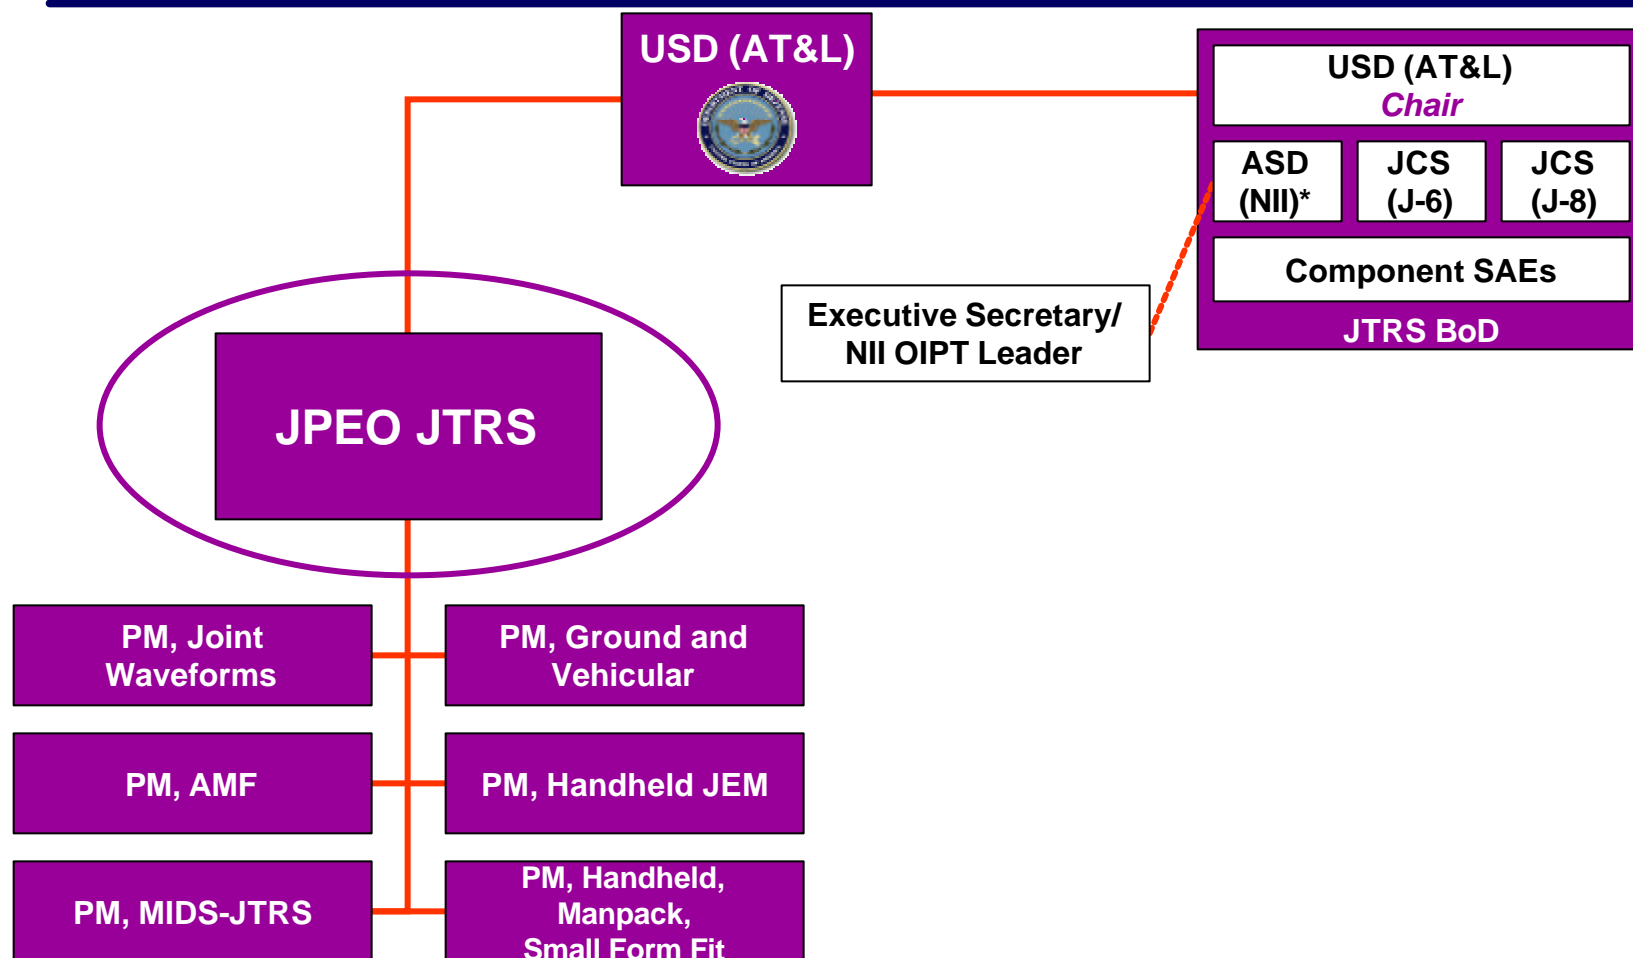 USD (AT&L)
USD (AT&L)
Chair
ASD
(NII)*
JCS
(J-6)
JCS
(J-8)
Component SAEs
JTRS BoD
Executive Secretary/
NII OIPT Leader
JPEO JTRS
PM, Joint
Waveforms
PM, Ground and
Vehicular
PM, AMF
PM, Handheld JEM
PM, MIDS-JTRS
PM, Handheld,
Manpack,
Small Form Fit